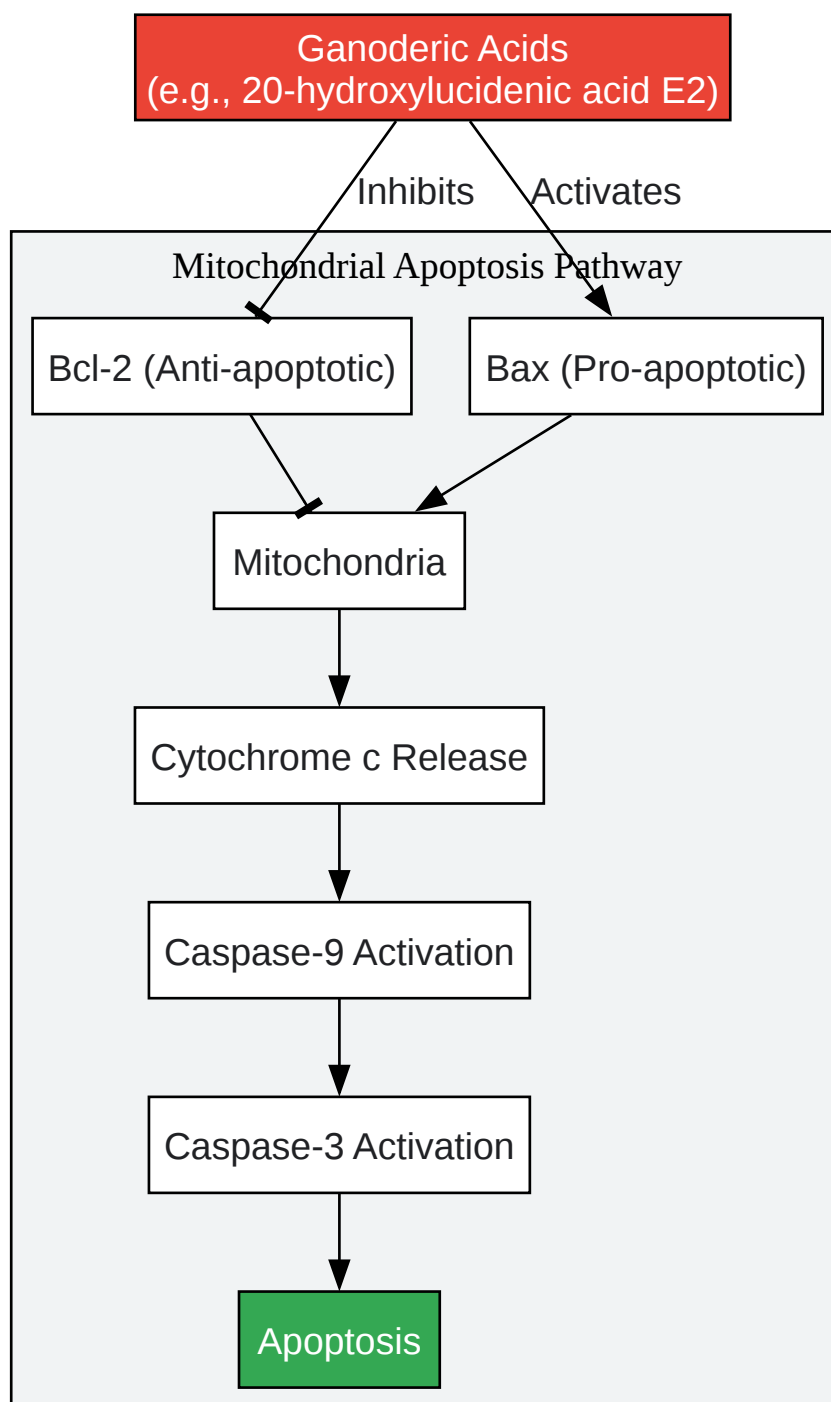 Ganoderic Acids
(e.g., 20-hydroxylucidenic acid E2)
Inhibits
Activates
Mitochondrial Apoptosis Pathway
Bcl-2 (Anti-apoptotic)
Bax (Pro-apoptotic)
Mitochondria
Cytochrome c Release
Caspase-9 Activation
Caspase-3 Activation
Apoptosis